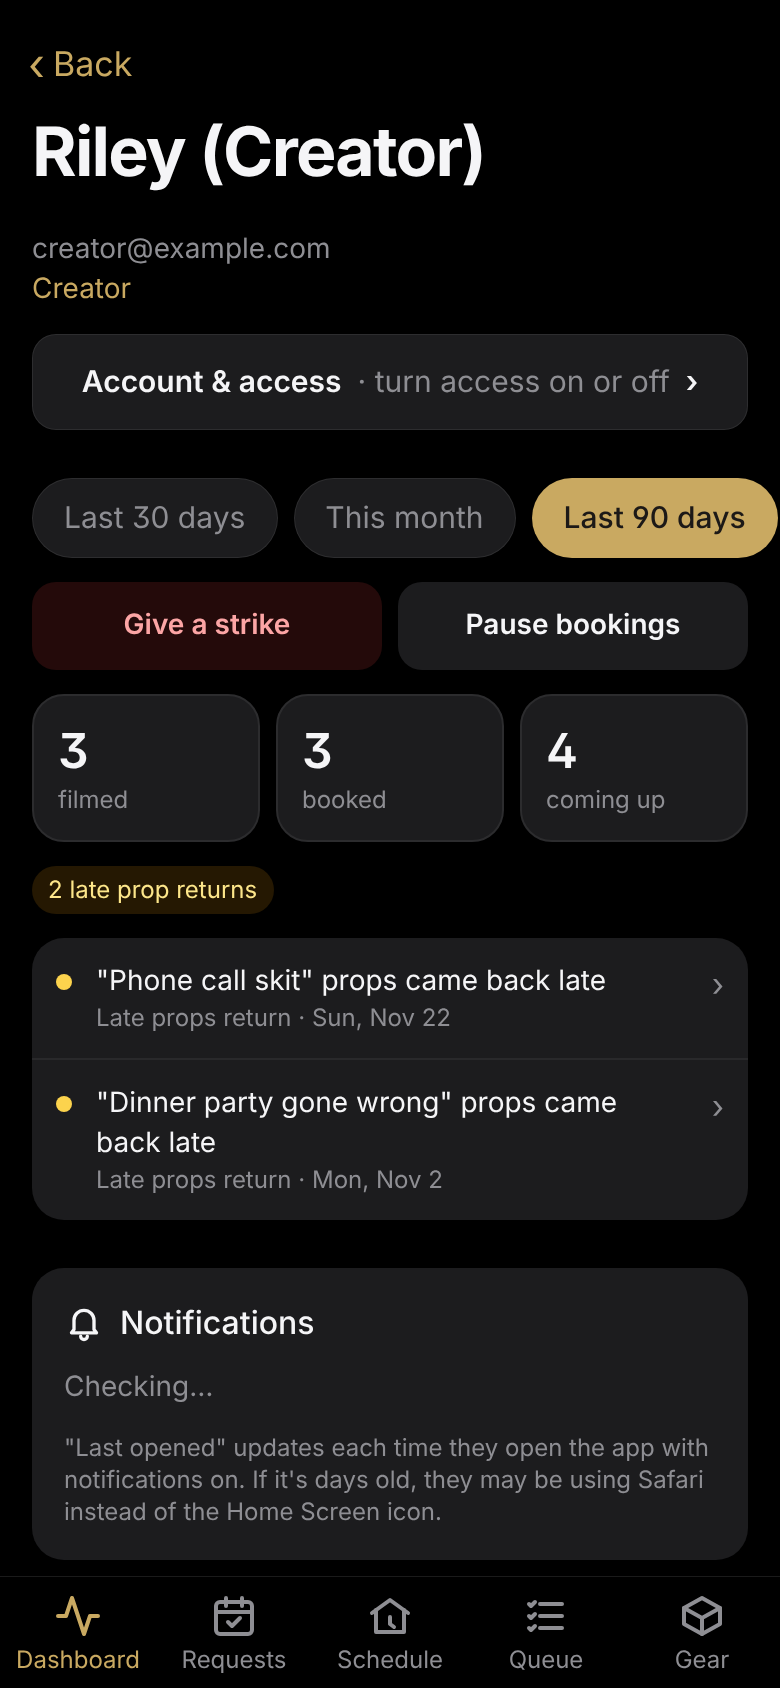 ‹ Back
Riley (Creator)
creator@example.com
Creator
Account & access · turn access on or off ›
Last 30 days This month Last 90 days
Give a strike Pause bookings
3 3 4
filmed booked coming up
2 late prop returns
"Phone call skit" props came back late ›
Late props return · Sun, Nov 22
"Dinner party gone wrong" props came ›
back late
Late props return · Mon, Nov 2
Notifications
Checking...
"Last opened" updates each time they open the app with
notifications on. If it's days old, they may be using Safari
instead of the Home Screen icon.
Dashboard Requests Schedule Queue Gear